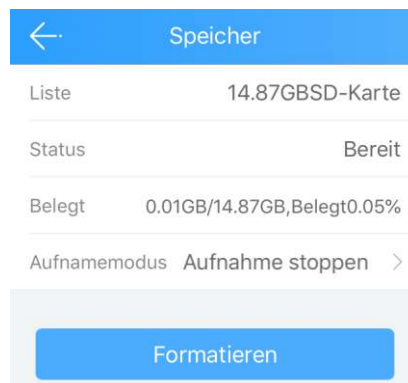 Speicher
Liste 14.87GBSD-Karte
Status Bereit
Belegt 0.01GB/14.87GB,Belegt0.05%
Aufnamemodus Aufnahme stoppen
Formatieren